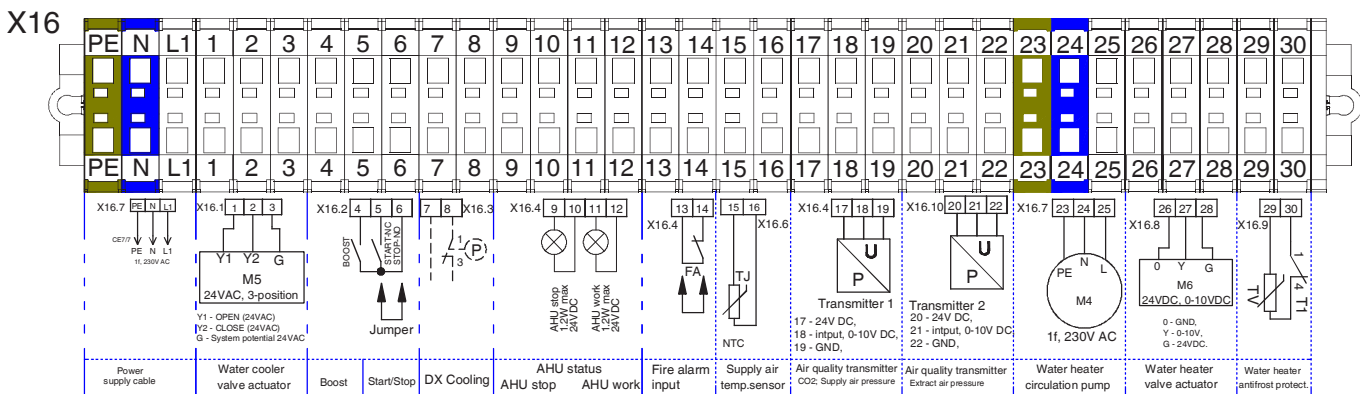 X16
PE N L1 1 2 3 4 5 6 7 8 9 10 11 12 13 14 15 16 17 18 19 20 21 22 23 24 25 26 27 28 29 30
PE N L1 1 2 3 4 5 6 7 8 9 10 11 12 13 14 15 16 17 18 19 20 21 22 23 24 25 26 27 28 29 30
X16.7 PE N L1
CE7/7
PE N L
1f, 230V AC
Power
supply cable
X16.1 1 2 3
Y1 Y2 G
M5
24VAC, 3-position
Y1 - OPEN (24VAC)
Y2 - CLOSE (24VAC)
G - System potential 24VAC
Water cooler
valve actuator
X16.2 4 5 6
BOOST
START-NC
STOP-NO
Jumper
Boost
Start/Stop
7 8 X16.3
1
3
P
DX Cooling
X16.4 9 10 11 12
AHU stop
1,2W max
24V DC
AHU work
1,2W max
24V DC
AHU status
AHU stop AHU work
13 14
X16.4
FA
Fire alarm
input
15 16
X16.6
TJ
NTC
Supply air
temp.sensor
X16.4 17 18 19
U
P
Transmitter 1
17 - 24V DC,
18 - intput, 0-10V DC,
19 - GND,
Air quality transmitter
CO2; Supply air pressure
X16.10 20 21 22
U
P
Transmitter 2
20 - 24V DC,
21 - intput, 0-10V DC
22 - GND,
Air quality transmitter
Extract air pressure
X16.7 23 24 25
PE N L
M4
1f, 230V AC
Water heater
circulation pump
26 27 28
X16.8
0 Y G
M6
24VDC, 0-10VDC
0 - GND,
Y - 0-10V,
G - 24VDC.
Water heater
valve actuator
29 30
X16.9
TV
1
4
T1
Water heater
antifrost protect.